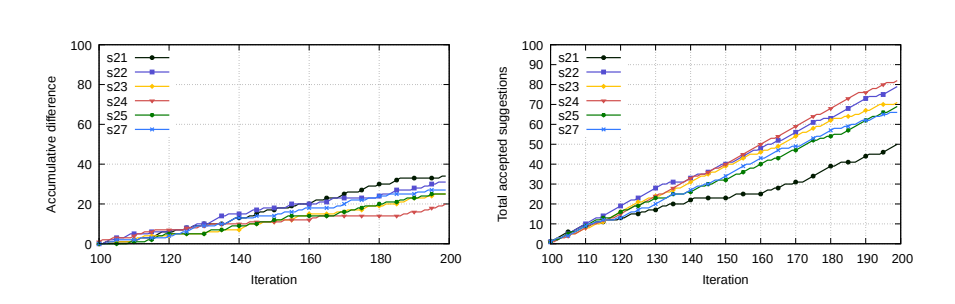 100
80
60
40
20
0
100
120
140
160
180
200
Accumulative difference
Iteration
s21
s22
s23
s24
s25
s27
100
90
80
70
60
50
40
30
20
10
0
100
110
120
130
140
150
160
170
180
190
200
Total accepted suggestions
Iteration
s21
s22
s23
s24
s25
s27